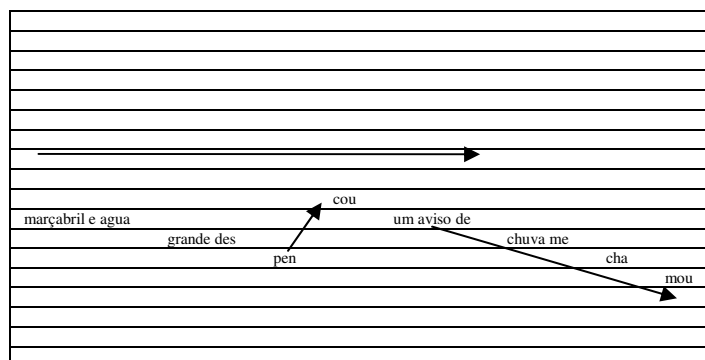 cou
marçabril e agua um aviso de
grande des chuva me
pen cha
mou